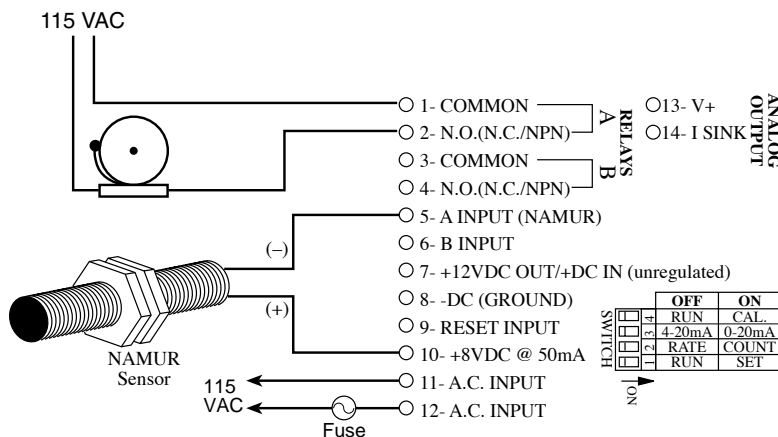 115 VAC
1- COMMON
2- N.O.(N.C./NPN)
A
3- COMMON
4- N.O.(N.C./NPN)
B
RELAYS
13- V+
14- I SINK
ANALOG
OUTPUT
5- A INPUT (NAMUR)
6- B INPUT
7- +12VDC OUT/+DC IN (unregulated)
8- -DC (GROUND)
9- RESET INPUT
10- +8VDC @ 50mA
11- A.C. INPUT
12- A.C. INPUT
(–)
(+)
NAMUR
Sensor
115
VAC
Fuse
SWITCH
OFF ON
4 RUN CAL.
3 4-20mA 0-20mA
2 RATE COUNT
1 RUN SET
ON